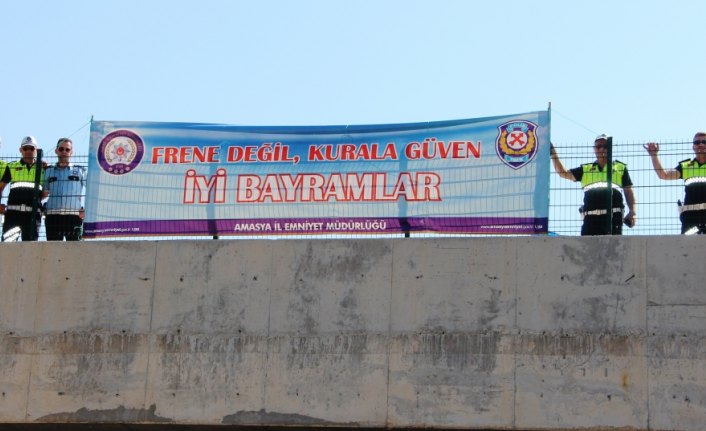 FRENE DEĞİL, KURALA GÜVEN
İYİ BAYRAMLAR
AMASYA İL EMNİYET MÜDÜRLÜĞÜ